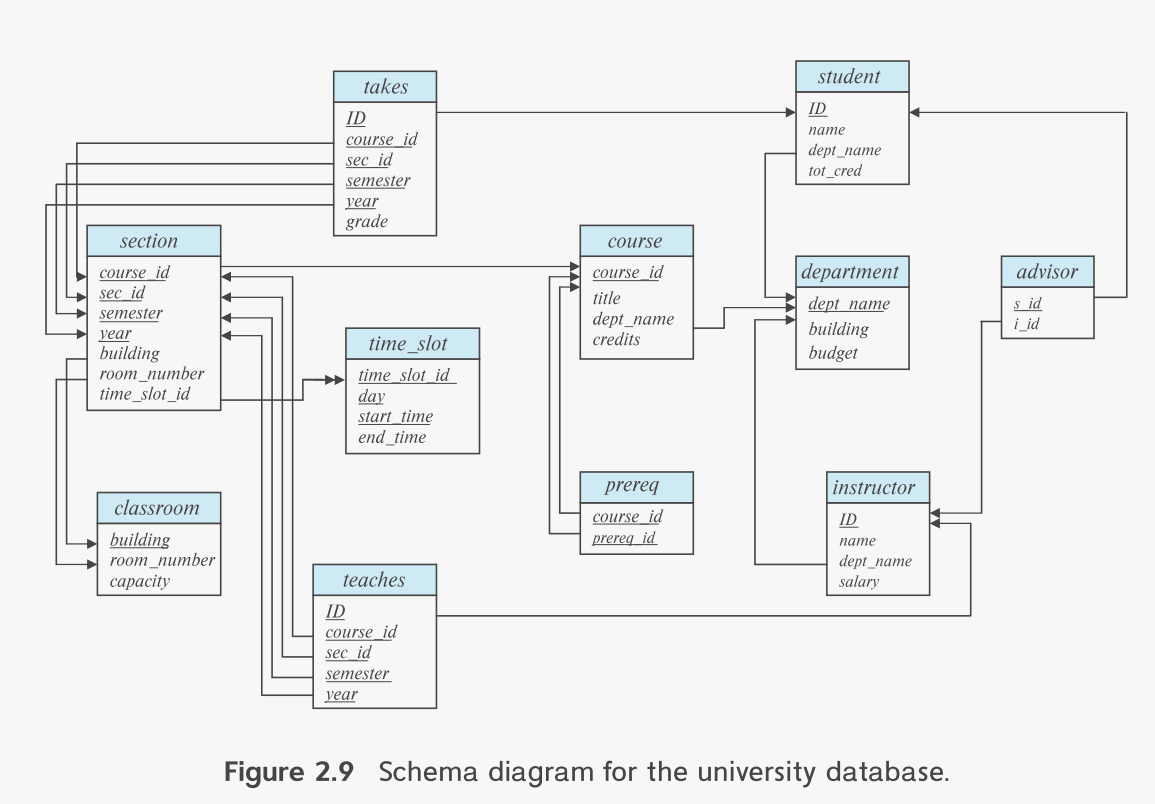 takes
ID
course_id
sec_id
semester
year
grade
student
ID
name
dept_name
tot_cred
section
course_id
sec_id
semester
year
building
room_number
time_slot_id
course
course_id
title
dept_name
credits
department
dept_name
building
budget
advisor
s_id
i_id
time_slot
time_slot_id
day
start_time
end_time
prereq
course_id
prereq_id
instructor
ID
name
dept_name
salary
classroom
building
room_number
capacity
teaches
ID
course_id
sec_id
semester
year
Figure 2.9 Schema diagram for the university database.